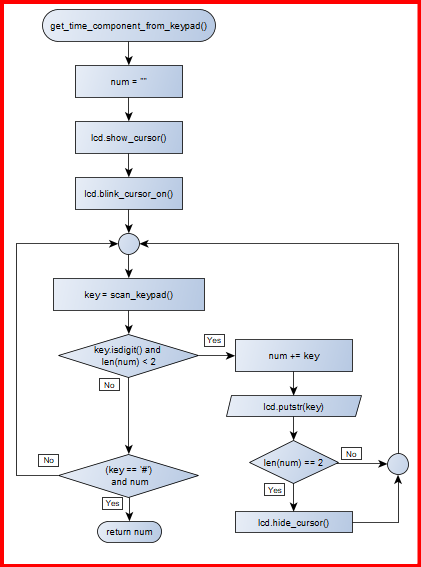 get_time_component_from_keypad()
num = ""
lcd.show_cursor()
lcd.blink_cursor_on()
key = scan_keypad()
key.isdigit() and
len(num) < 2
Yes
No
num += key
lcd.putstr(key)
len(num) == 2
No
Yes
lcd.hide_cursor()
(key == '#')
and num
No
Yes
return num